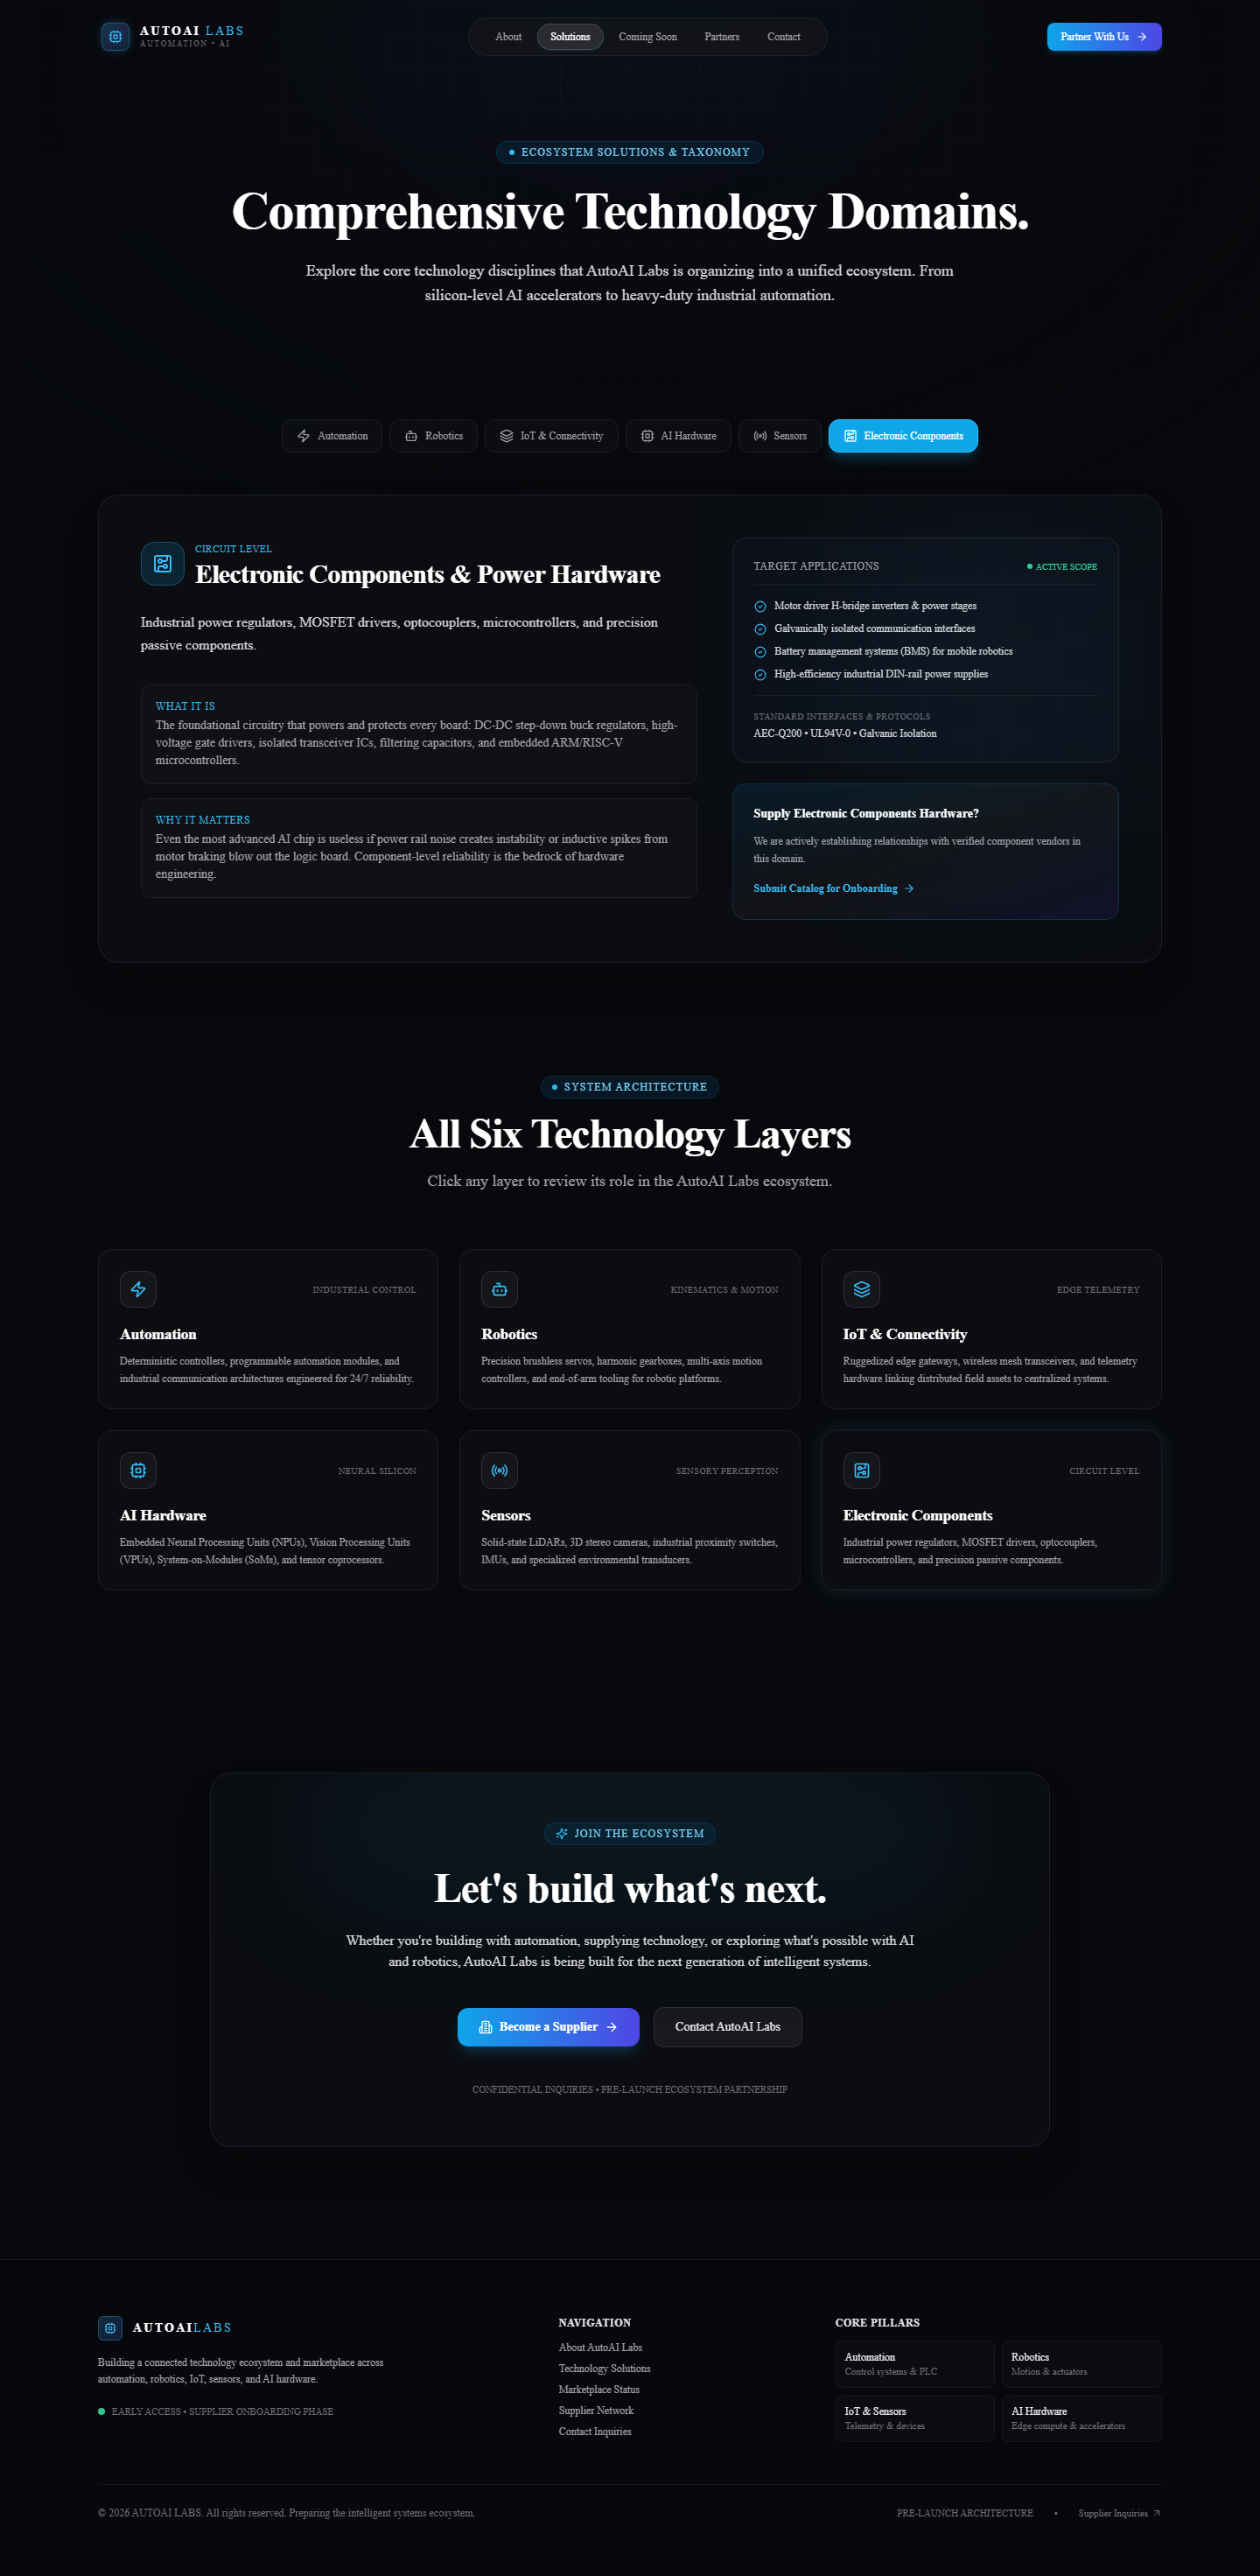 AUTOAI LABS
AUTOMATION • AI
About
Solutions
Coming Soon
Partners
Contact
Partner With Us
ECOSYSTEM SOLUTIONS & TAXONOMY
Comprehensive Technology Domains.
Explore the core technology disciplines that AutoAI Labs is organizing into a unified ecosystem. From
silicon-level AI accelerators to heavy-duty industrial automation.
Automation
Robotics
IoT & Connectivity
AI Hardware
Sensors
Electronic Components
CIRCUIT LEVEL
Electronic Components & Power Hardware
Industrial power regulators, MOSFET drivers, optocouplers, microcontrollers, and precision
passive components.
WHAT IT IS
The foundational circuitry that powers and protects every board: DC-DC step-down buck regulators, high-
voltage gate drivers, isolated transceiver ICs, filtering capacitors, and embedded ARM/RISC-V
microcontrollers.
WHY IT MATTERS
Even the most advanced AI chip is useless if power rail noise creates instability or inductive spikes from
motor braking blow out the logic board. Component-level reliability is the bedrock of hardware
engineering.
TARGET APPLICATIONS
ACTIVE SCOPE
Motor driver H-bridge inverters & power stages
Galvanically isolated communication interfaces
Battery management systems (BMS) for mobile robotics
High-efficiency industrial DIN-rail power supplies
STANDARD INTERFACES & PROTOCOLS
AEC-Q200 • UL94V-0 • Galvanic Isolation
Supply Electronic Components Hardware?
We are actively establishing relationships with verified component vendors in
this domain.
Submit Catalog for Onboarding
SYSTEM ARCHITECTURE
All Six Technology Layers
Click any layer to review its role in the AutoAI Labs ecosystem.
INDUSTRIAL CONTROL
Automation
Deterministic controllers, programmable automation modules, and
industrial communication architectures engineered for 24/7 reliability.
KINEMATICS & MOTION
Robotics
Precision brushless servos, harmonic gearboxes, multi-axis motion
controllers, and end-of-arm tooling for robotic platforms.
EDGE TELEMETRY
IoT & Connectivity
Ruggedized edge gateways, wireless mesh transceivers, and telemetry
hardware linking distributed field assets to centralized systems.
NEURAL SILICON
AI Hardware
Embedded Neural Processing Units (NPUs), Vision Processing Units
(VPUs), System-on-Modules (SoMs), and tensor coprocessors.
SENSORY PERCEPTION
Sensors
Solid-state LiDARs, 3D stereo cameras, industrial proximity switches,
IMUs, and specialized environmental transducers.
CIRCUIT LEVEL
Electronic Components
Industrial power regulators, MOSFET drivers, optocouplers,
microcontrollers, and precision passive components.
JOIN THE ECOSYSTEM
Let's build what's next.
Whether you're building with automation, supplying technology, or exploring what's possible with AI
and robotics, AutoAI Labs is being built for the next generation of intelligent systems.
Become a Supplier
Contact AutoAI Labs
CONFIDENTIAL INQUIRIES • PRE-LAUNCH ECOSYSTEM PARTNERSHIP
AUTOAILABS
Building a connected technology ecosystem and marketplace across
automation, robotics, IoT, sensors, and AI hardware.
EARLY ACCESS • SUPPLIER ONBOARDING PHASE
NAVIGATION
About AutoAI Labs
Technology Solutions
Marketplace Status
Supplier Network
Contact Inquiries
CORE PILLARS
Automation
Control systems & PLC
Robotics
Motion & actuators
IoT & Sensors
Telemetry & devices
AI Hardware
Edge compute & accelerators
© 2026 AUTOAI LABS. All rights reserved. Preparing the intelligent systems ecosystem.
PRE-LAUNCH ARCHITECTURE • Supplier Inquiries